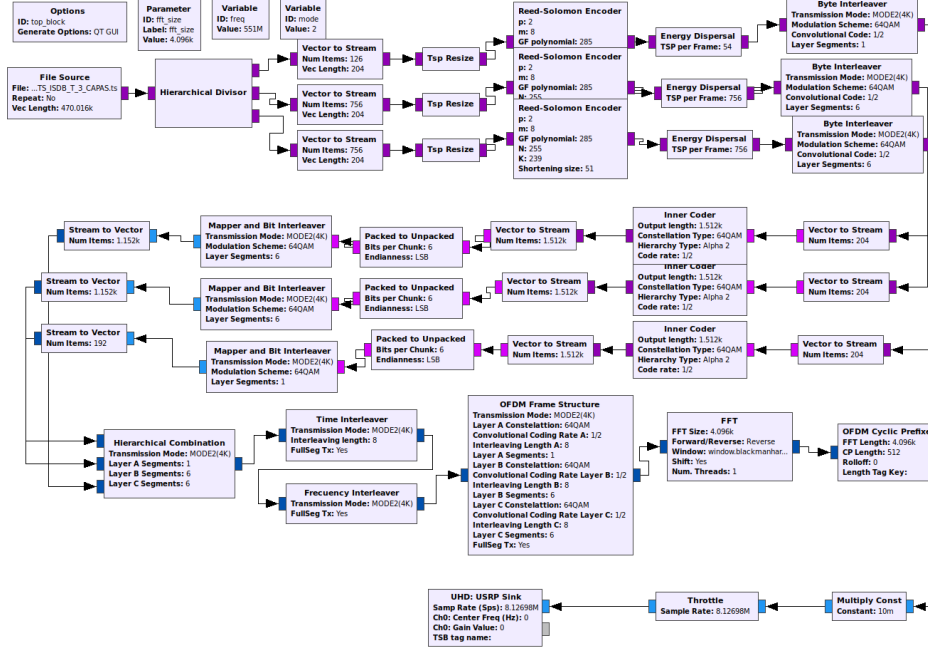 Options
ID: top_block
Generate Options: QT GUI
Parameter
ID: fft_size
Label: fft_size
Value: 4.096k
Variable
ID: freq
Value: 551M
Variable
ID: mode
Value: 2
File Source
File: ...TS_ISDB_T_3_CAPAS.ts
Repeat: No
Vec Length: 470.016k
Hierarchical Divisor
Vector to Stream
Num Items: 126
Vec Length: 204
Tsp Resize
Reed-Solomon Encoder
p: 2
m: 8
GF polynomial: 285
Energy Dispersal
TSP per Frame: 54
Byte Interleaver
Transmission Mode: MODE2(4K)
Modulation Scheme: 64QAM
Convolutional Code: 1/2
Layer Segments: 1
Vector to Stream
Num Items: 756
Vec Length: 204
Tsp Resize
Reed-Solomon Encoder
p: 2
m: 8
GF polynomial: 285
N: 255
Energy Dispersal
TSP per Frame: 756
Byte Interleaver
Transmission Mode: MODE2(4K)
Modulation Scheme: 64QAM
Convolutional Code: 1/2
Layer Segments: 6
Vector to Stream
Num Items: 756
Vec Length: 204
Tsp Resize
Reed-Solomon Encoder
p: 2
m: 8
GF polynomial: 285
N: 255
K: 239
Shortening size: 51
Energy Dispersal
TSP per Frame: 756
Byte Interleaver
Transmission Mode: MODE2(4K)
Modulation Scheme: 64QAM
Convolutional Code: 1/2
Layer Segments: 6
Stream to Vector
Num Items: 1.152k
Mapper and Bit Interleaver
Transmission Mode: MODE2(4K)
Modulation Scheme: 64QAM
Layer Segments: 6
Packed to Unpacked
Bits per Chunk: 6
Endianness: LSB
Vector to Stream
Num Items: 1.512k
Inner Coder
Output length: 1.512k
Constellation Type: 64QAM
Hierarchy Type: Alpha 2
Code rate: 1/2
Vector to Stream
Num Items: 204
Stream to Vector
Num Items: 1.152k
Mapper and Bit Interleaver
Transmission Mode: MODE2(4K)
Modulation Scheme: 64QAM
Layer Segments: 6
Packed to Unpacked
Bits per Chunk: 6
Endianness: LSB
Vector to Stream
Num Items: 1.512k
Inner Coder
Output length: 1.512k
Constellation Type: 64QAM
Hierarchy Type: Alpha 2
Code rate: 1/2
Vector to Stream
Num Items: 204
Stream to Vector
Num Items: 192
Mapper and Bit Interleaver
Transmission Mode: MODE2(4K)
Modulation Scheme: 64QAM
Layer Segments: 1
Packed to Unpacked
Bits per Chunk: 6
Endianness: LSB
Vector to Stream
Num Items: 1.512k
Inner Coder
Output length: 1.512k
Constellation Type: 64QAM
Hierarchy Type: Alpha 2
Code rate: 1/2
Vector to Stream
Num Items: 204
Hierarchical Combination
Transmission Mode: MODE2(4K)
Layer A Segments: 1
Layer B Segments: 6
Layer C Segments: 6
Time Interleaver
Transmission Mode: MODE2(4K)
Interleaving length: 8
FullSeg Tx: Yes
Frecuency Interleaver
Transmission Mode: MODE2(4K)
FullSeg Tx: Yes
OFDM Frame Structure
Transmission Mode: MODE2(4K)
Layer A Constelattion: 64QAM
Convolutional Coding Rate A: 1/2
Interleaving Length A: 8
Layer A Segments: 1
Layer B Constelattion: 64QAM
Convolutional Coding Rate Layer B: 1/2
Interleaving Length B: 8
Layer B Segments: 6
Layer C Constelattion: 64QAM
Convolutional Coding Rate Layer C: 1/2
Interleaving Length C: 8
Layer C Segments: 6
FullSeg Tx: Yes
FFT
FFT Size: 4.096k
Forward/Reverse: Reverse
Window: window.blackmanhar...
Shift: Yes
Num. Threads: 1
OFDM Cyclic Prefixe
FFT Length: 4.096k
CP Length: 512
Rolloff: 0
Length Tag Key:
UHD: USRP Sink
Samp Rate (Sps): 8.12698M
Ch0: Center Freq (Hz): 0
Ch0: Gain Value: 0
TSB tag name:
Throttle
Sample Rate: 8.12698M
Multiply Const
Constant: 10m